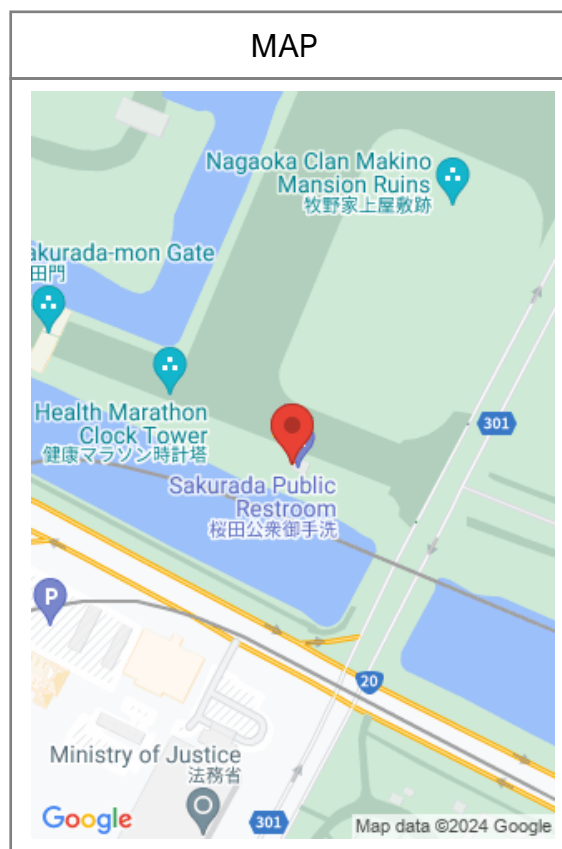 MAP
Nagaoka Clan Makino
Mansion Ruins
牧野家上屋敷跡
akurada-mon Gate
田門
Health Marathon
Clock Tower
健康マラソン時計塔
301
Sakurada Public
Restroom
桜田公衆御手洗
P
20
Ministry of Justice
法務省
301
Google
Map data ©2024 Google